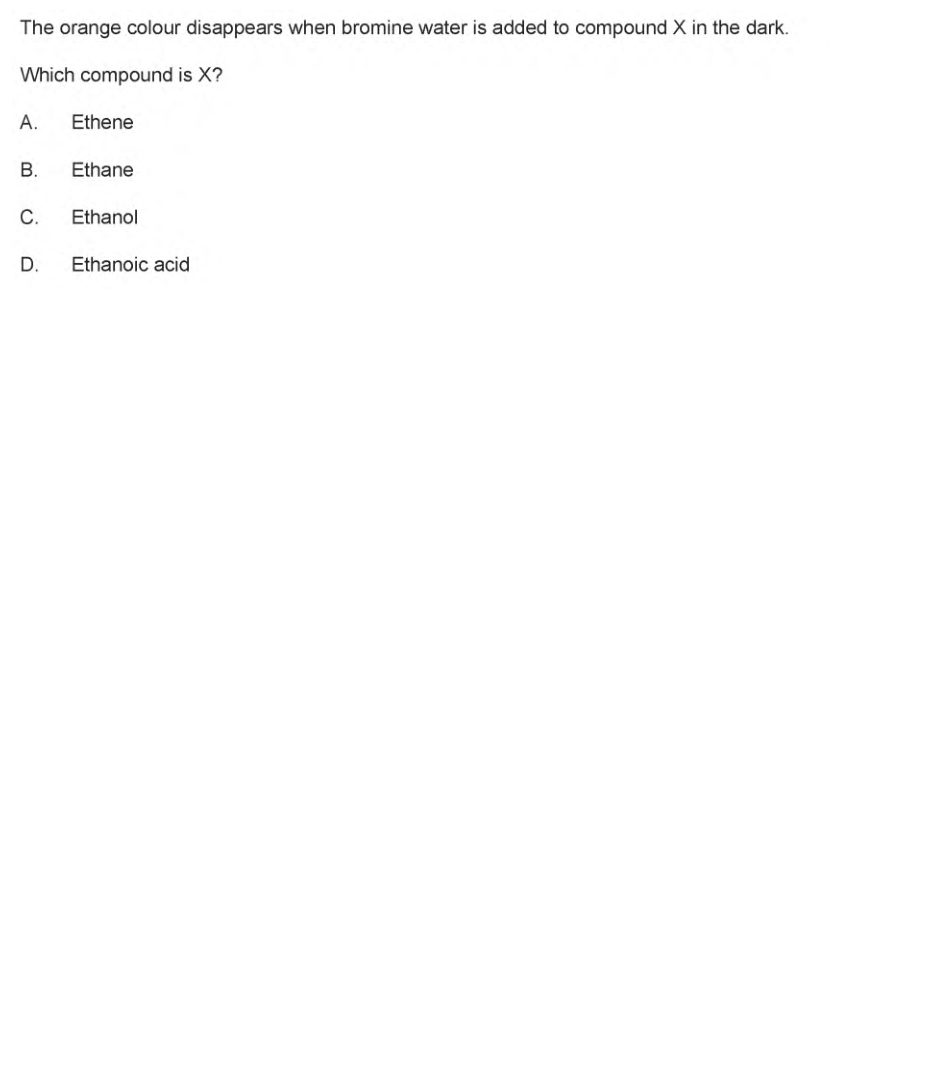 The orange colour disappears when bromine water is added to compound X in the dark.
Which compound is X?
A. Ethene
B. Ethane
C. Ethanol
D. Ethanoic acid